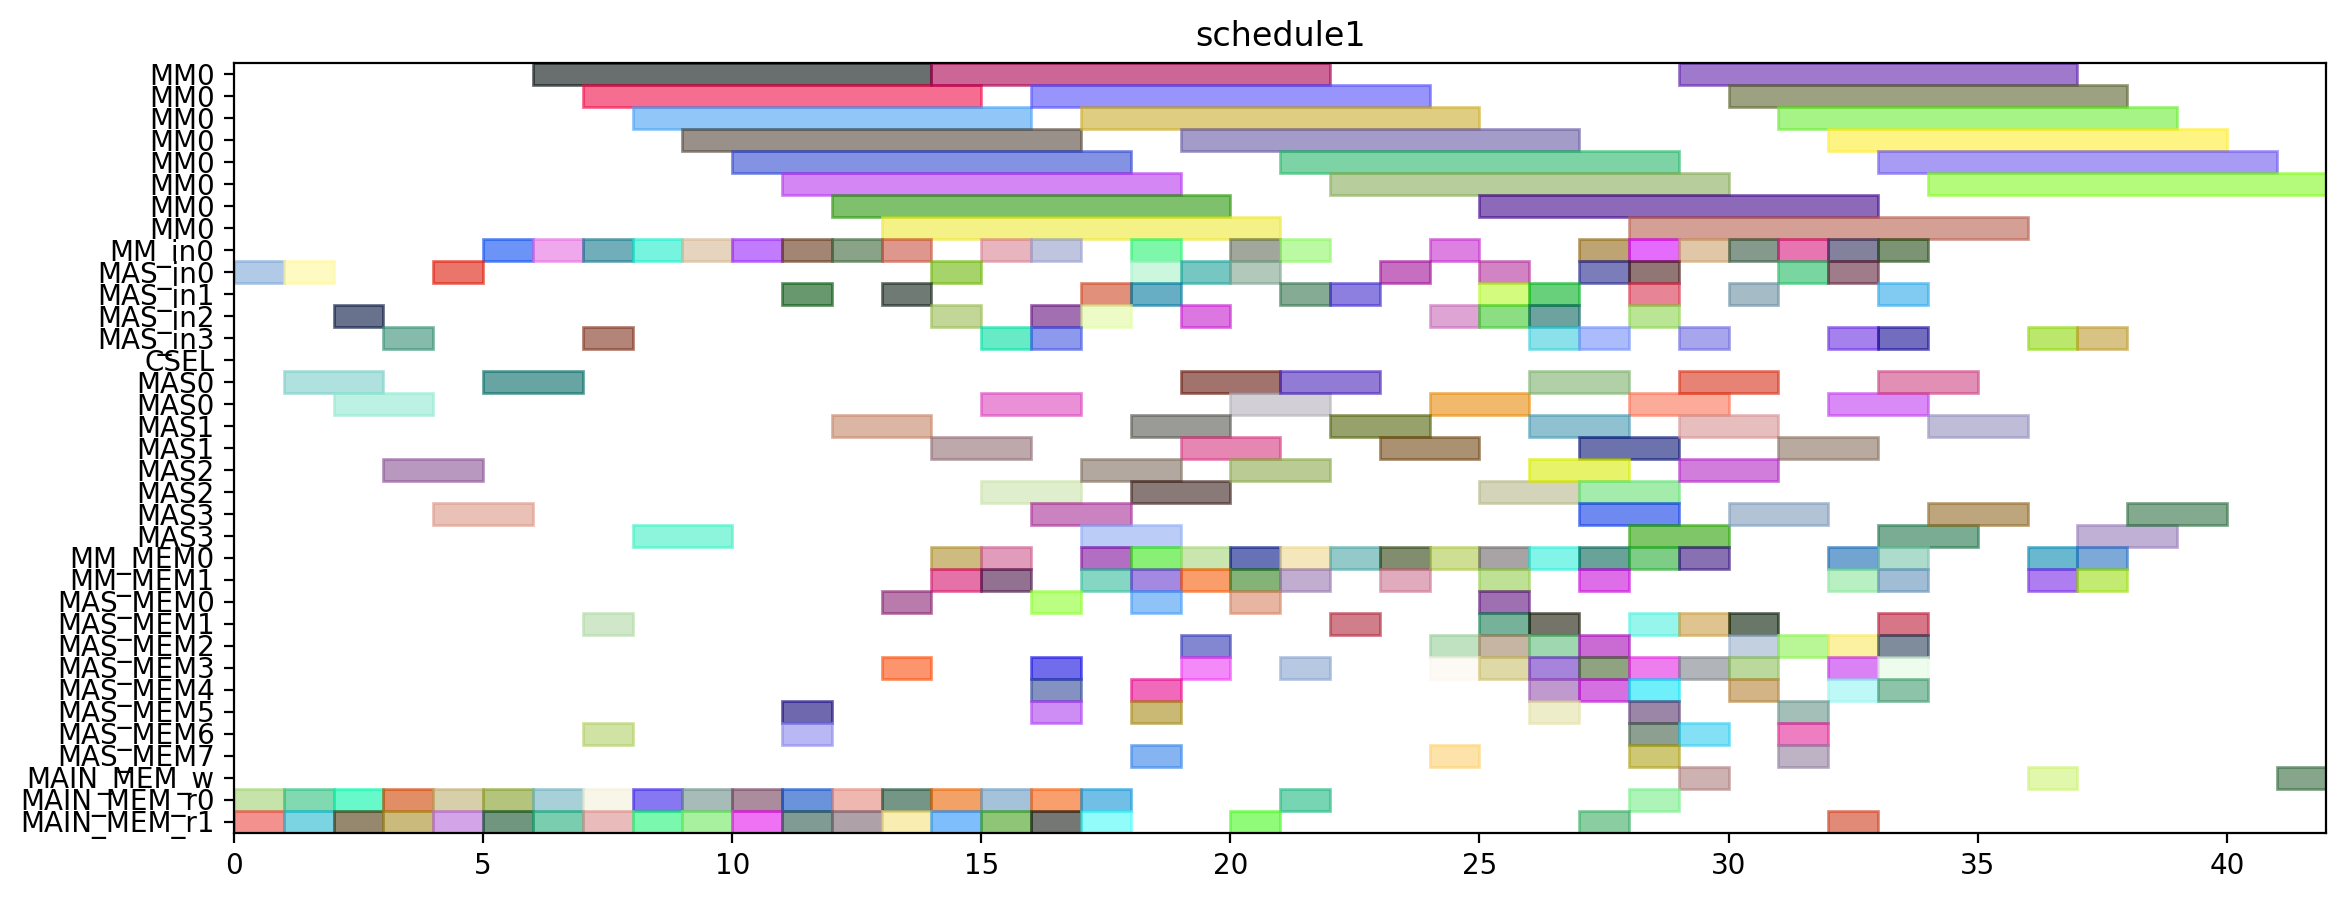 schedule1
MM0
MM0
MM0
MM0
MM0
MM0
MM0
MM0
MM_in0
MAS_in0
MAS_in1
MAS_in2
MAS_in3
CSEL
MAS0
MAS0
MAS1
MAS1
MAS2
MAS2
MAS3
MAS3
MM_MEM0
MM_MEM1
MAS_MEM0
MAS_MEM1
MAS_MEM2
MAS_MEM3
MAS_MEM4
MAS_MEM5
MAS_MEM6
MAS_MEM7
MAIN_MEM_w
MAIN_MEM_r0
MAIN_MEM_r1
0 5 10 15 20 25 30 35 40